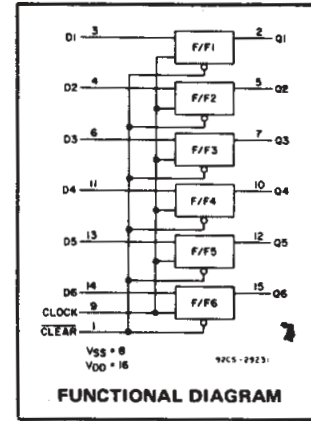 D1 3 F/F1 2 Q1
D2 4 F/F2 5 Q2
D3 6 F/F3 7 Q3
D4 11 F/F4 10 Q4
D5 13 F/F5 12 Q5
D6 14 F/F6 15 Q6
CLOCK 9
CLEAR 1
VSS = 8
VDD = 16
92CS-29231
FUNCTIONAL DIAGRAM